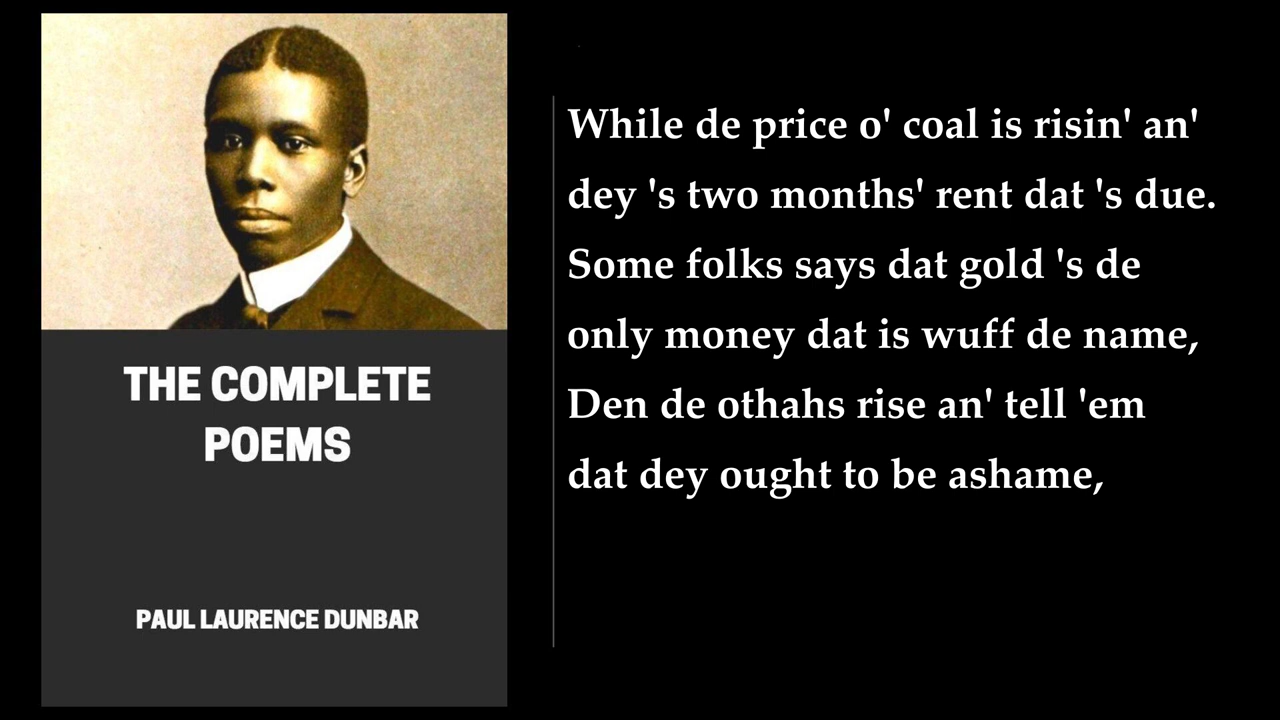 THE COMPLETE
POEMS
PAUL LAURENCE DUNBAR
While de price o' coal is risin' an'
dey 's two months' rent dat 's due.
Some folks says dat gold 's de
only money dat is wuff de name,
Den de othahs rise an' tell 'em
dat dey ought to be ashame,